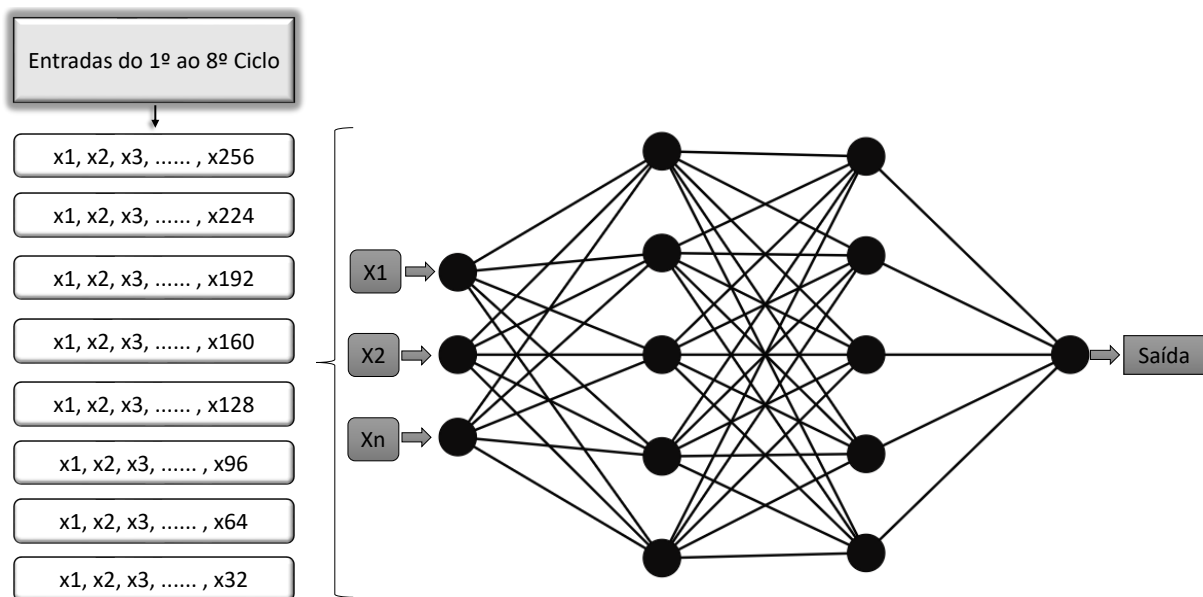 Entradas do 1º ao 8º Ciclo
x1, x2, x3, ...... , x256
x1, x2, x3, ...... , x224
x1, x2, x3, ...... , x192
x1, x2, x3, ...... , x160
x1, x2, x3, ...... , x128
x1, x2, x3, ...... , x96
x1, x2, x3, ...... , x64
x1, x2, x3, ...... , x32
X1
X2
Xn
Saída